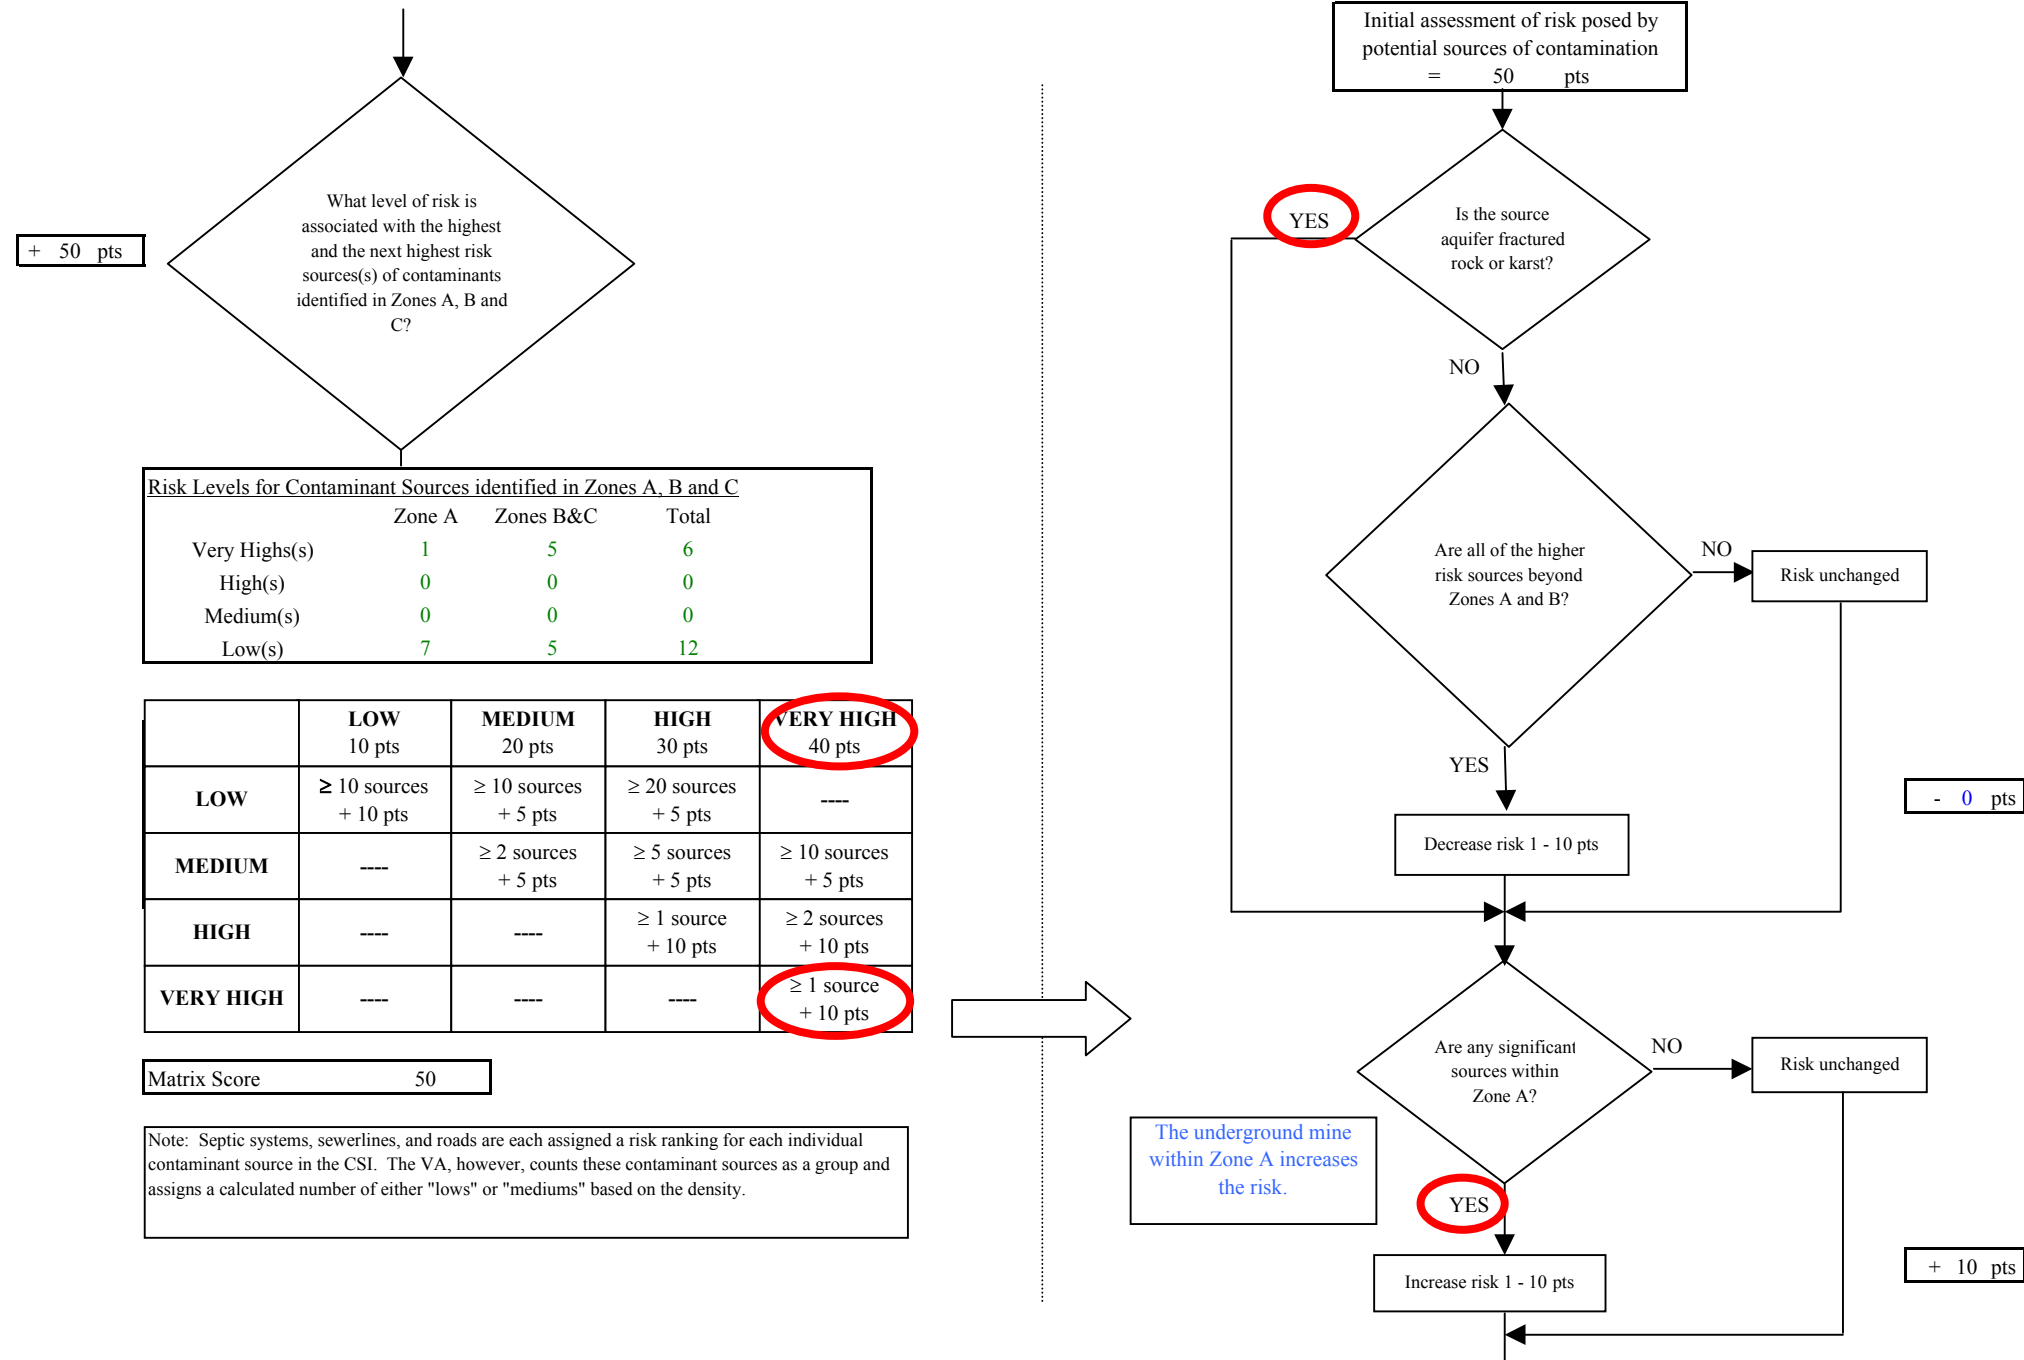 + 50 pts
What level of risk is
associated with the highest
and the next highest risk
sources(s) of contaminants
identified in Zones A, B and
C?
Risk Levels for Contaminant Sources identified in Zones A, B and C
Zone A Zones B&C Total
Very Highs(s) 1 5 6
High(s) 0 0 0
Medium(s) 0 0 0
Low(s) 7 5 12
LOW MEDIUM HIGH VERY HIGH
10 pts 20 pts 30 pts 40 pts
LOW ≥ 10 sources ≥ 10 sources ≥ 20 sources ----
+ 10 pts + 5 pts + 5 pts
MEDIUM ---- ≥ 2 sources ≥ 5 sources ≥ 10 sources
+ 5 pts + 5 pts + 5 pts
HIGH ---- ---- ≥ 1 source ≥ 2 sources
+ 10 pts + 10 pts
VERY HIGH ---- ---- ---- ≥ 1 source
+ 10 pts
Matrix Score 50
Note: Septic systems, sewerlines, and roads are each assigned a risk ranking for each individual
contaminant source in the CSI. The VA, however, counts these contaminant sources as a group and
assigns a calculated number of either "lows" or "mediums" based on the density.
Initial assessment of risk posed by
potential sources of contamination
= 50 pts
YES
Is the source
aquifer fractured
rock or karst?
NO
Are all of the higher
risk sources beyond
Zones A and B?
NO
Risk unchanged
YES
- 0 pts
Decrease risk 1 - 10 pts
Are any significant
sources within
Zone A?
NO
Risk unchanged
The underground mine
within Zone A increases
the risk.
YES
+ 10 pts
Increase risk 1 - 10 pts